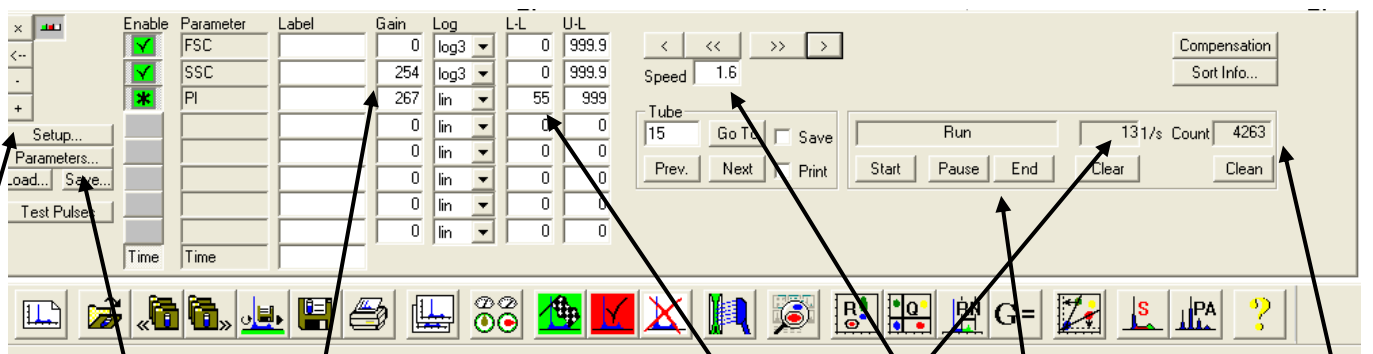 x Enable Parameter Label Gain Log L-L U-L
<-- FSC 0 log3 0 999.9 < << >> > Compensation
- SSC 254 log3 0 999.9 Speed 1.6 Sort Info...
+ PI 267 lin 55 999
Tube
Setup... 0 lin 0 0 15 Go To Save Run 131/s Count 4263
Parameters... 0 lin 0 0
Load... Save... 0 lin 0 0 Prev. Next Print Start Pause End Clear Clean
Test Pulses 0 lin 0 0
0 lin 0 0
Time Time
« » R Q G= S PA ?